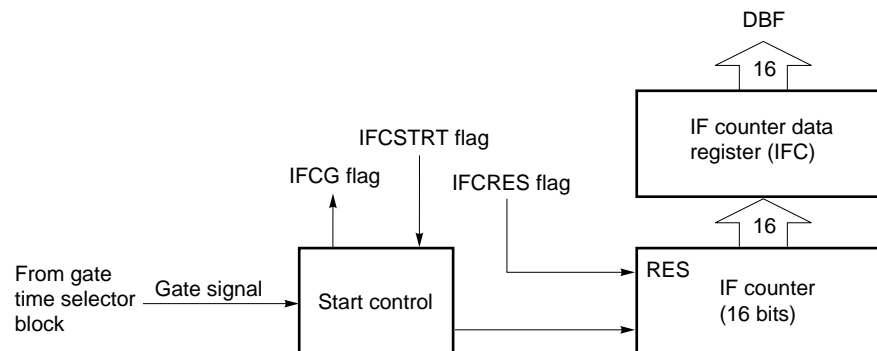 DBF
16
IF counter data
register (IFC)
IFCSTRT flag
IFCG flag
IFCRES flag
16
From gate
time selector
block
Gate signal
Start control
RES
IF counter
(16 bits)